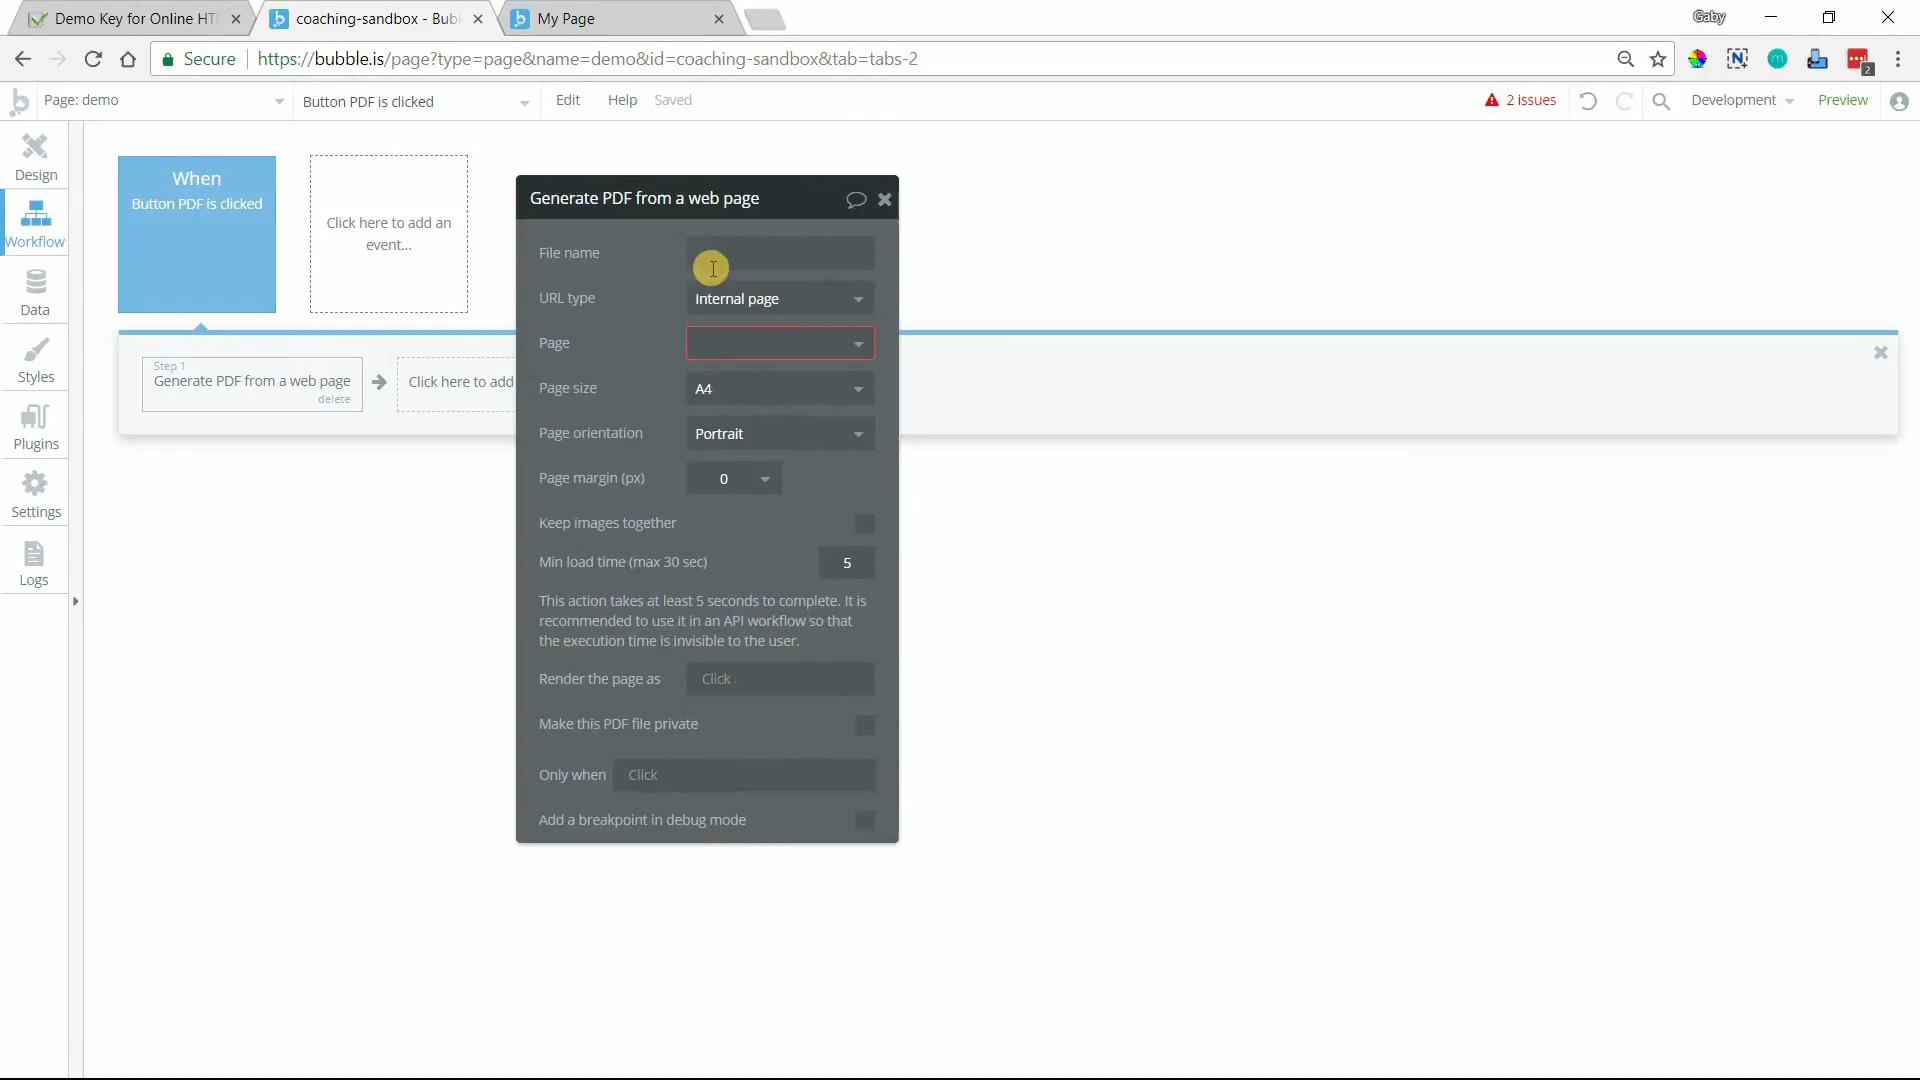 Demo Key for Online HT
coaching-sandbox - Bub
My Page
Gaby
Secure
https://bubble.is/page?type=page&name=demo&id=coaching-sandbox&tab=tabs-2
2
Page: demo
Button PDF is clicked
Edit
Help
Saved
2 issues
Development
Preview
Design
Workflow
Data
Styles
Plugins
Settings
Logs
When
Button PDF is clicked
Click here to add an
event...
Step 1
Generate PDF from a web page
delete
Click here to add
Generate PDF from a web page
File name
URL type
Internal page
Page
Page size
A4
Page orientation
Portrait
Page margin (px)
0
Keep images together
Min load time (max 30 sec)
5
This action takes at least 5 seconds to complete. It is
recommended to use it in an API workflow so that
the execution time is invisible to the user.
Render the page as
Click
Make this PDF file private
Only when
Click
Add a breakpoint in debug mode